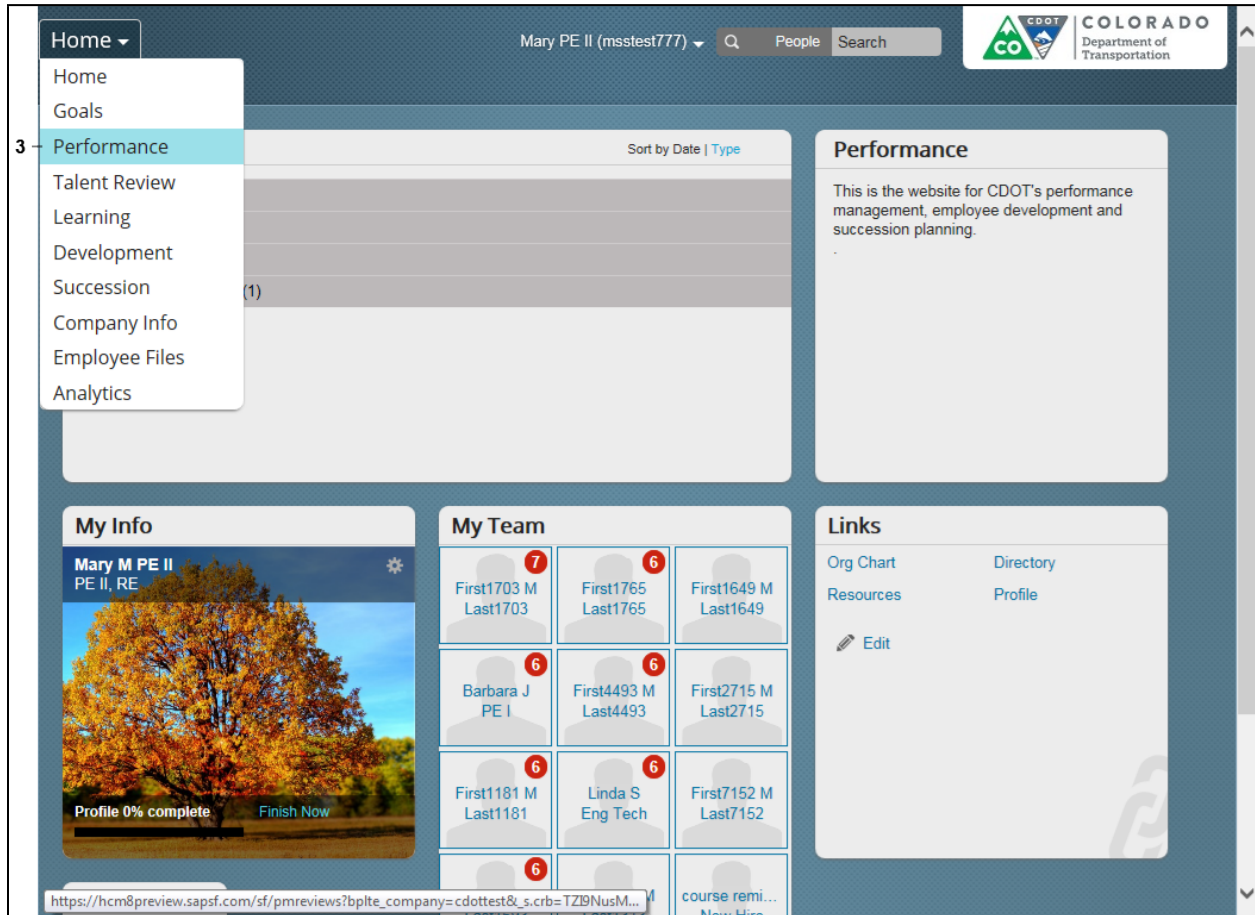 Home
Mary PE II (msstest777)
People
Search
CDOT
CO
COLORADO
Department of
Transportation
Home
Goals
3
Performance
Talent Review
Learning
Development
Succession
Company Info
Employee Files
Analytics
Sort by Date | Type
(1)
Performance
This is the website for CDOT's performance
management, employee development and
succession planning.
.
My Info
Mary M PE II
PE II, RE
Profile 0% complete
Finish Now
My Team
7
First1703 M
Last1703
6
First1765
Last1765
First1649 M
Last1649
6
Barbara J
PE I
6
First4493 M
Last4493
First2715 M
Last2715
6
First1181 M
Last1181
6
Linda S
Eng Tech
First7152 M
Last7152
6
course remi...
New Hire
Links
Org Chart
Directory
Resources
Profile
Edit
https://hcm8preview.sapsf.com/sf/pmreviews?bplte_company=cdottest&_s.crb=TZI9NusM...